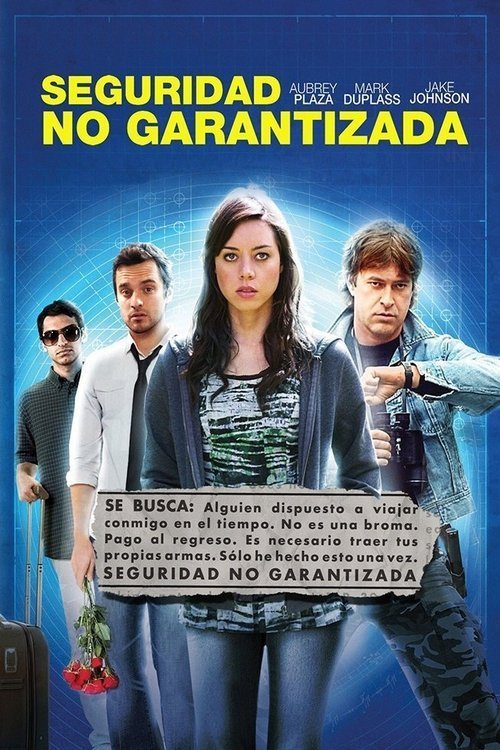 SEGURIDAD
AUBREY PLAZA
MARK DUPLASS
JAKE JOHNSON
NO GARANTIZADA
SE BUSCA: Alguien dispuesto a viajar
conmigo en el tiempo. No es una broma.
Pago al regreso. Es necesario traer tus
propias armas. Sólo he hecho esto una vez.
SEGURIDAD NO GARANTIZADA